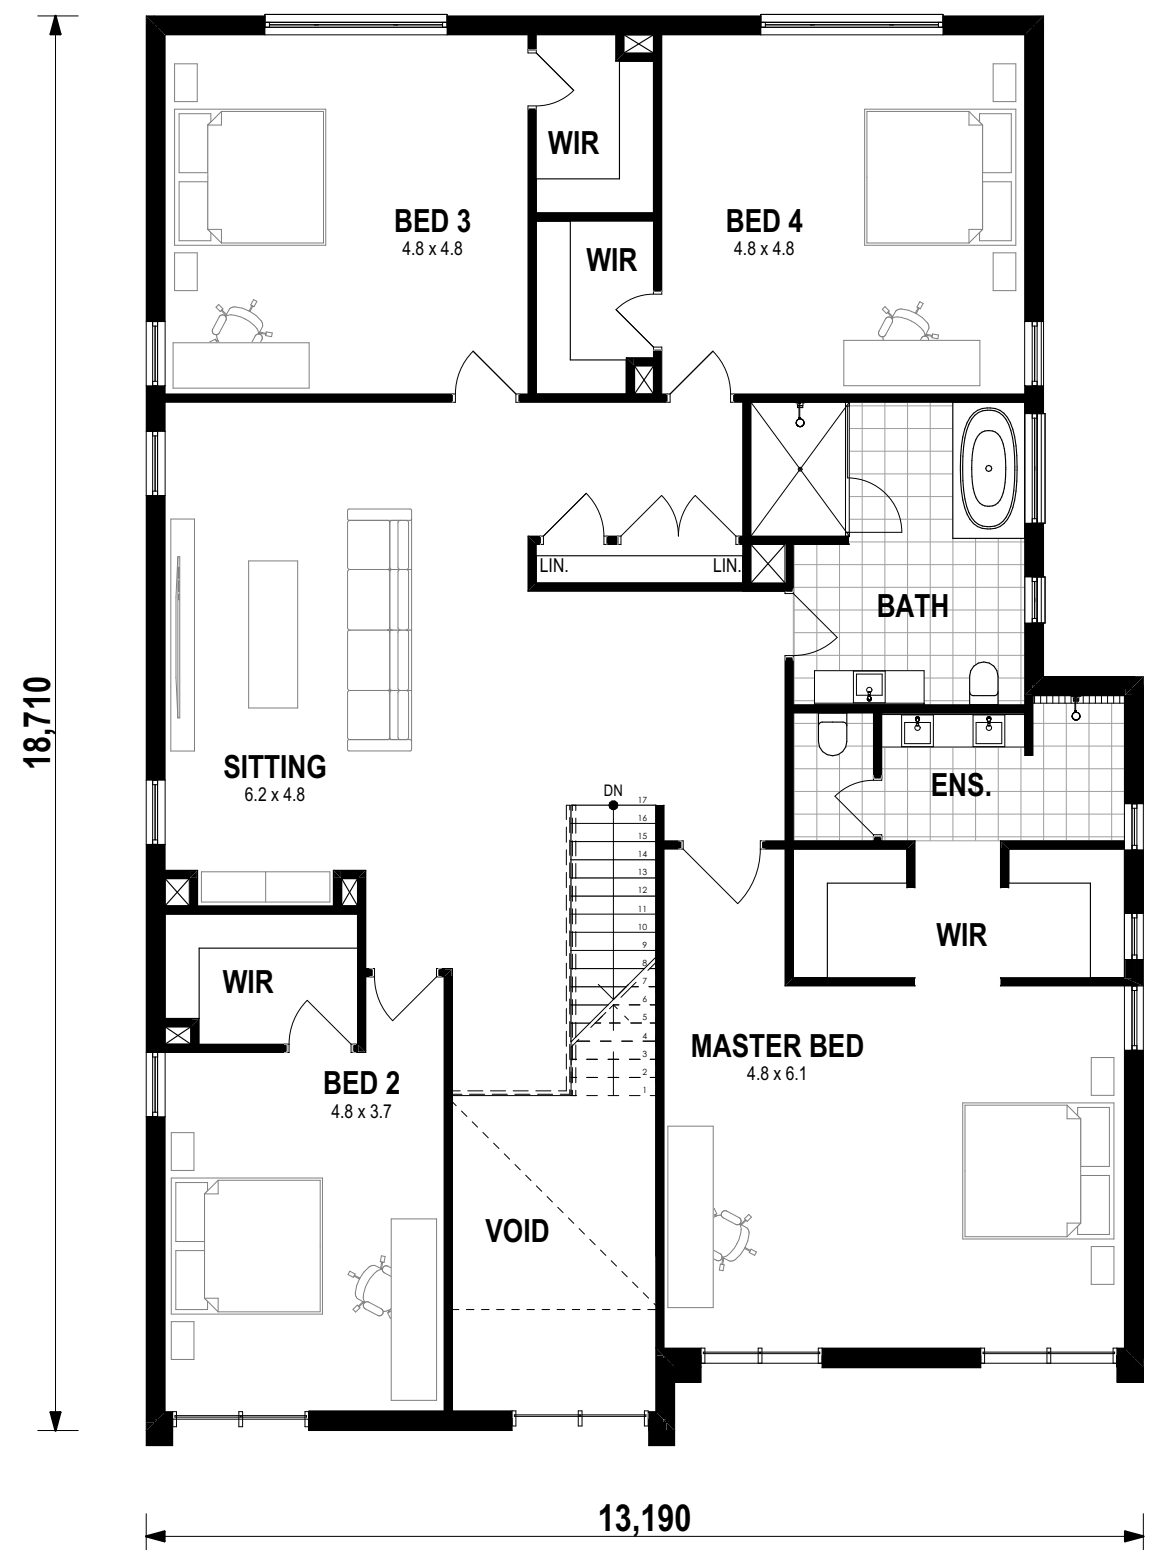 WIR
BED 3
4.8 x 4.8
BED 4
4.8 x 4.8
WIR
LIN.
LIN.
BATH
18,710
SITTING
6.2 x 4.8
ENS.
DN
17
16
15
14
13
12
11
10
9
8
7
6
5
4
3
2
1
WIR
WIR
MASTER BED
4.8 x 6.1
BED 2
4.8 x 3.7
VOID
13,190